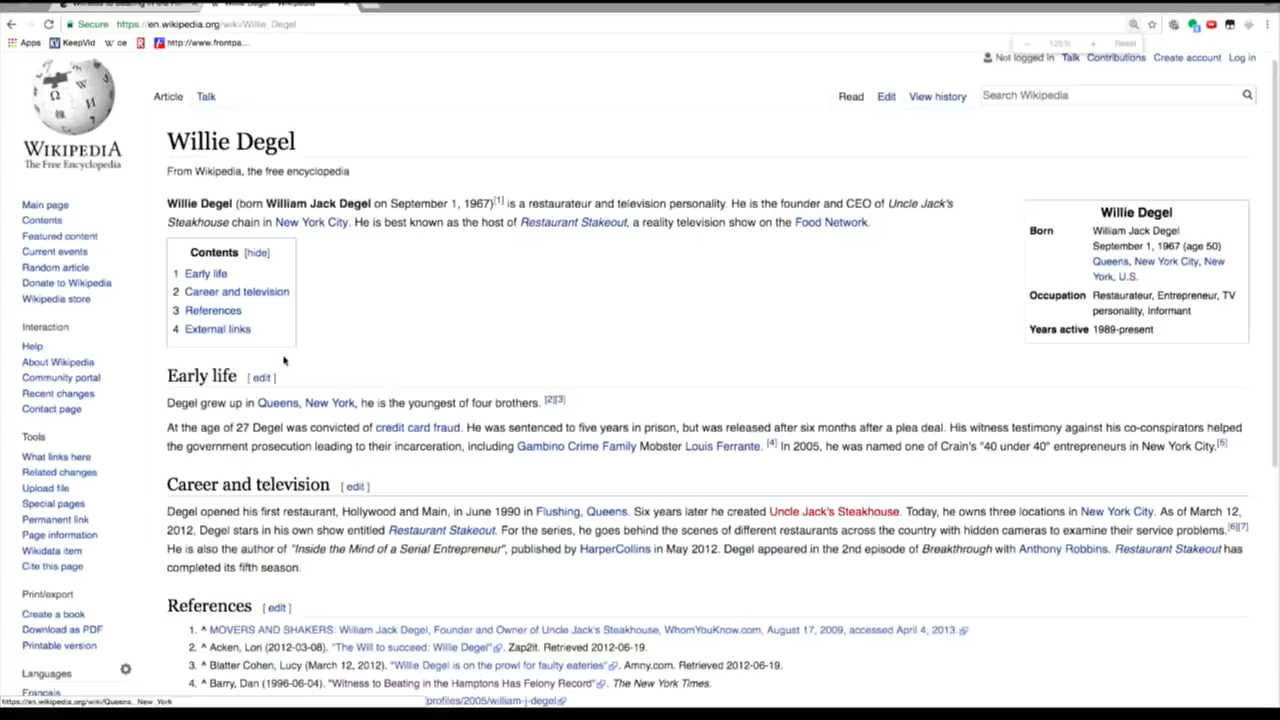 Willie Degel - Wikipedia
Secure https://en.wikipedia.org/wiki/Willie_Degel
Apps KeepVid ce http://www.frontpa...
125% Reset
Not logged in Talk Contributions Create account Log in
Article Talk Read Edit View history Search Wikipedia
WIKIPEDIA
The Free Encyclopedia
Main page
Contents
Featured content
Current events
Random article
Donate to Wikipedia
Wikipedia store
Interaction
Help
About Wikipedia
Community portal
Recent changes
Contact page
Tools
What links here
Related changes
Upload file
Special pages
Permanent link
Page information
Wikidata item
Cite this page
Print/export
Create a book
Download as PDF
Printable version
Languages
Français
Willie Degel
From Wikipedia, the free encyclopedia
Willie Degel (born William Jack Degel on September 1, 1967)[1] is a restaurateur and television personality. He is the founder and CEO of Uncle Jack's
Steakhouse chain in New York City. He is best known as the host of Restaurant Stakeout, a reality television show on the Food Network.
Willie Degel
Born William Jack Degel
September 1, 1967 (age 50)
Queens, New York City, New
York, U.S.
Occupation Restaurateur, Entrepreneur, TV
personality, Informant
Years active 1989-present
Contents [hide]
1 Early life
2 Career and television
3 References
4 External links
Early life [ edit ]
Degel grew up in Queens, New York, he is the youngest of four brothers. [2][3]
At the age of 27 Degel was convicted of credit card fraud. He was sentenced to five years in prison, but was released after six months after a plea deal. His witness testimony against his co-conspirators helped
the government prosecution leading to their incarceration, including Gambino Crime Family Mobster Louis Ferrante. [4] In 2005, he was named one of Crain's "40 under 40" entrepreneurs in New York City.[5]
Career and television [ edit ]
Degel opened his first restaurant, Hollywood and Main, in June 1990 in Flushing, Queens. Six years later he created Uncle Jack's Steakhouse. Today, he owns three locations in New York City. As of March 12,
2012, Degel stars in his own show entitled Restaurant Stakeout. For the series, he goes behind the scenes of different restaurants across the country with hidden cameras to examine their service problems.[6][7]
He is also the author of "Inside the Mind of a Serial Entrepreneur", published by HarperCollins in May 2012. Degel appeared in the 2nd episode of Breakthrough with Anthony Robbins. Restaurant Stakeout has
completed its fifth season.
References [ edit ]
1. ^ MOVERS AND SHAKERS: William Jack Degel, Founder and Owner of Uncle Jack's Steakhouse, WhomYouKnow.com, August 17, 2009, accessed April 4, 2013.
2. ^ Acken, Lori (2012-03-08). "The Will to succeed: Willie Degel". Zap2it. Retrieved 2012-06-19.
3. ^ Blatter Cohen, Lucy (March 12, 2012). "Willie Degel is on the prowl for faulty eateries". Amny.com. Retrieved 2012-06-19.
4. ^ Barry, Dan (1996-06-04). "Witness to Beating in the Hamptons Has Felony Record". The New York Times.
https://en.wikipedia.org/wiki/Queens,_New_York profiles/2005/william-j-degel